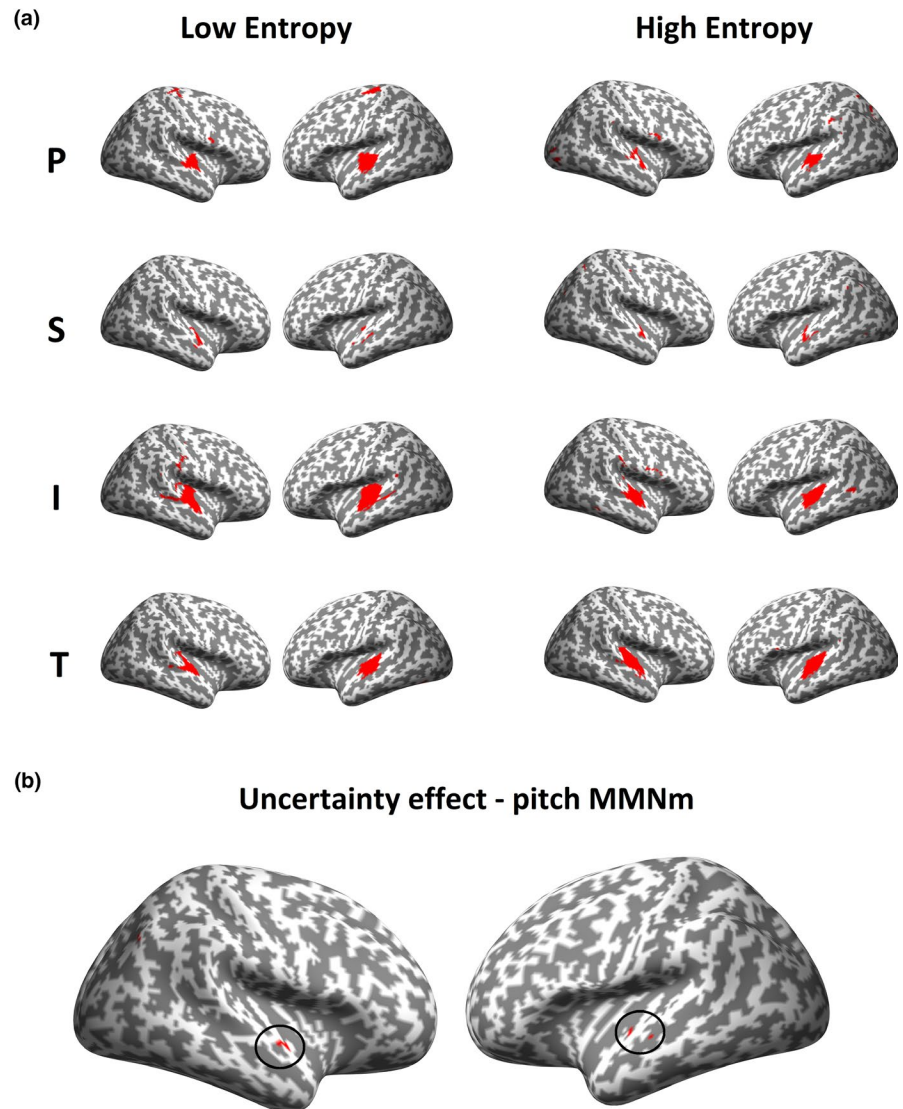 (a)
Low Entropy
High Entropy
P
S
I
T
(b)
Uncertainty effect - pitch MMNm